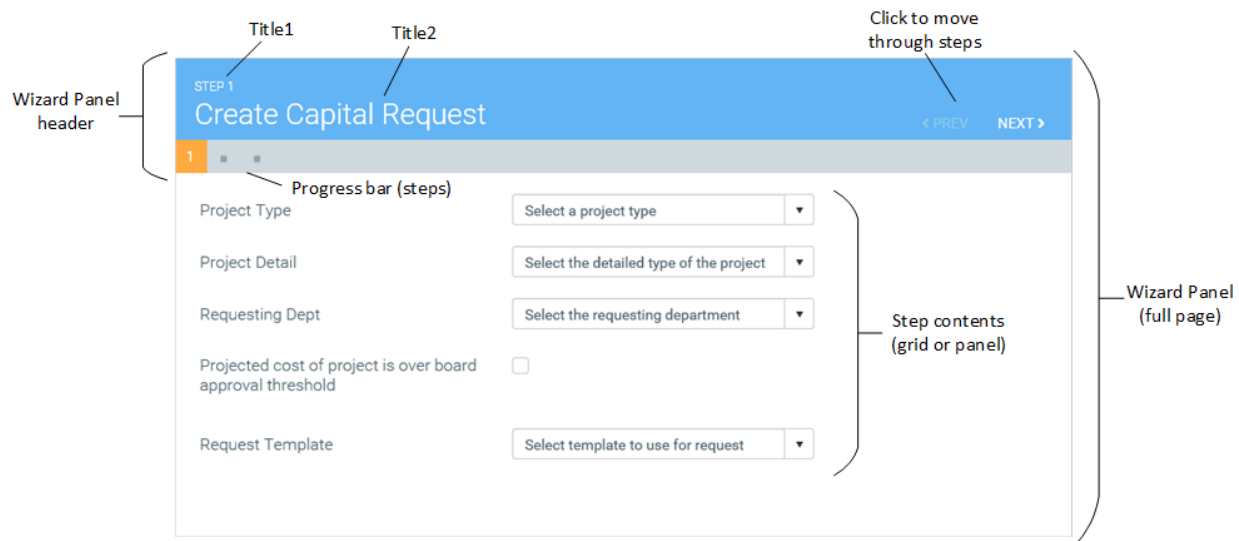 Title1
Title2
Click to move
through steps
Wizard Panel
header
STEP 1
Create Capital Request
< PREV
NEXT >
1
Progress bar (steps)
Project Type
Select a project type
Project Detail
Select the detailed type of the project
Requesting Dept
Select the requesting department
Projected cost of project is over board
approval threshold
Request Template
Select template to use for request
Step contents
(grid or panel)
Wizard Panel
(full page)